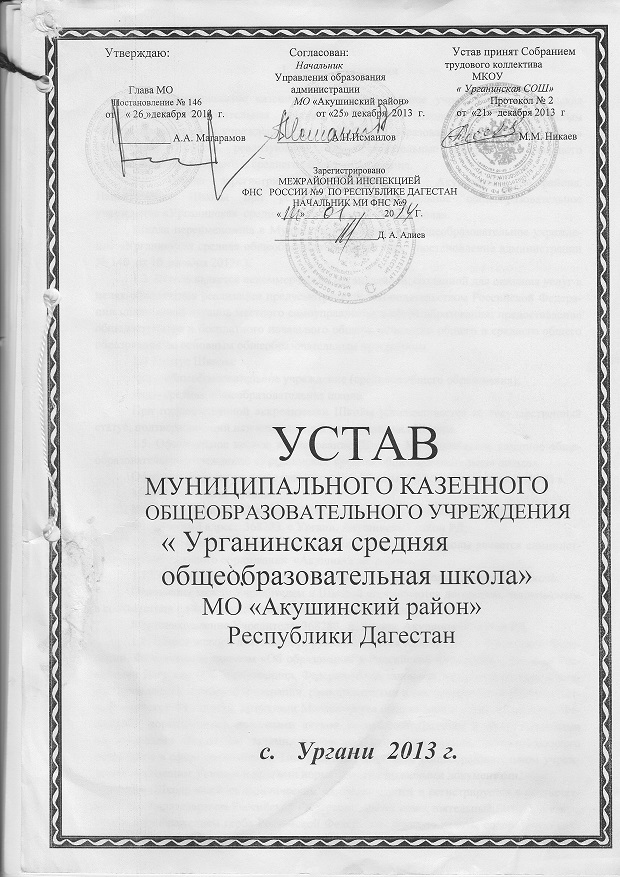 Утверждаю:
Глава МО
Постановление № 146
от « 26 »декабря 2013 г.
А.А. Магарамов
Согласован:
Начальник
Управления образования
администрации
МО «Акушинский район»
от «25» декабря 2013 г.
А.Н.Исмаилов
Устав принят Собранием
трудового коллектива
МКОУ
« Урганинская СОШ»
Протокол № 2
от «21» декабря 2013 г
М.М. Никаев
Зарегистрировано
МЕЖРАЙОННОЙ ИНСПЕКЦИЕЙ
ФНС РОССИИ №9 ПО РЕСПУБЛИКЕ ДАГЕСТАН
НАЧАЛЬНИК МИ ФНС №9
« » 01 2014Г.
Д. А. Алиев
УСТАВ
МУНИЦИПАЛЬНОГО КАЗЕННОГО
ОБЩЕОБРАЗОВАТЕЛЬНОГО УЧРЕЖДЕНИЯ
« Урганинская средняя
общеобразовательная школа»
МО «Акушинский район»
Республики Дагестан
с. Ургани 2013 г.